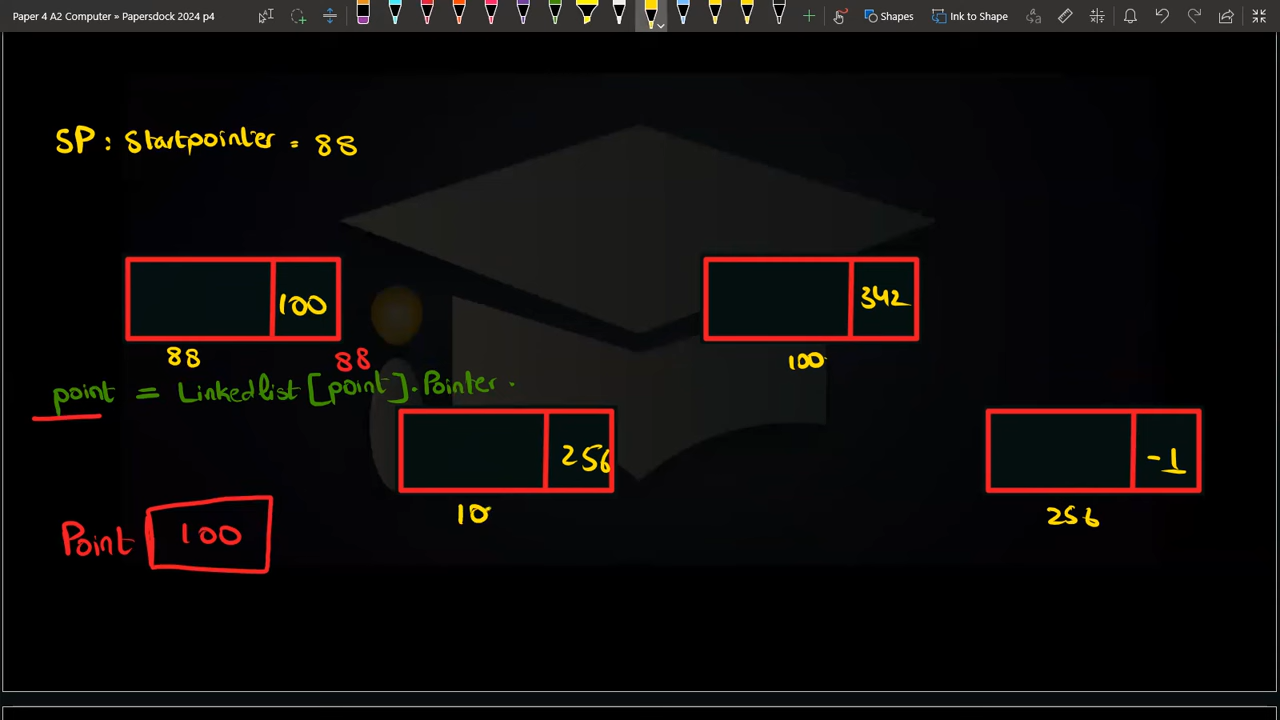 Paper 4 A2 Computer » Papersdock 2024 p4
Shapes
Ink to Shape
SP : Startpointer = 88
100
342
88
88
100
point = Linkedlist [point] . Pointer .
256
-1
10
256
Point 100